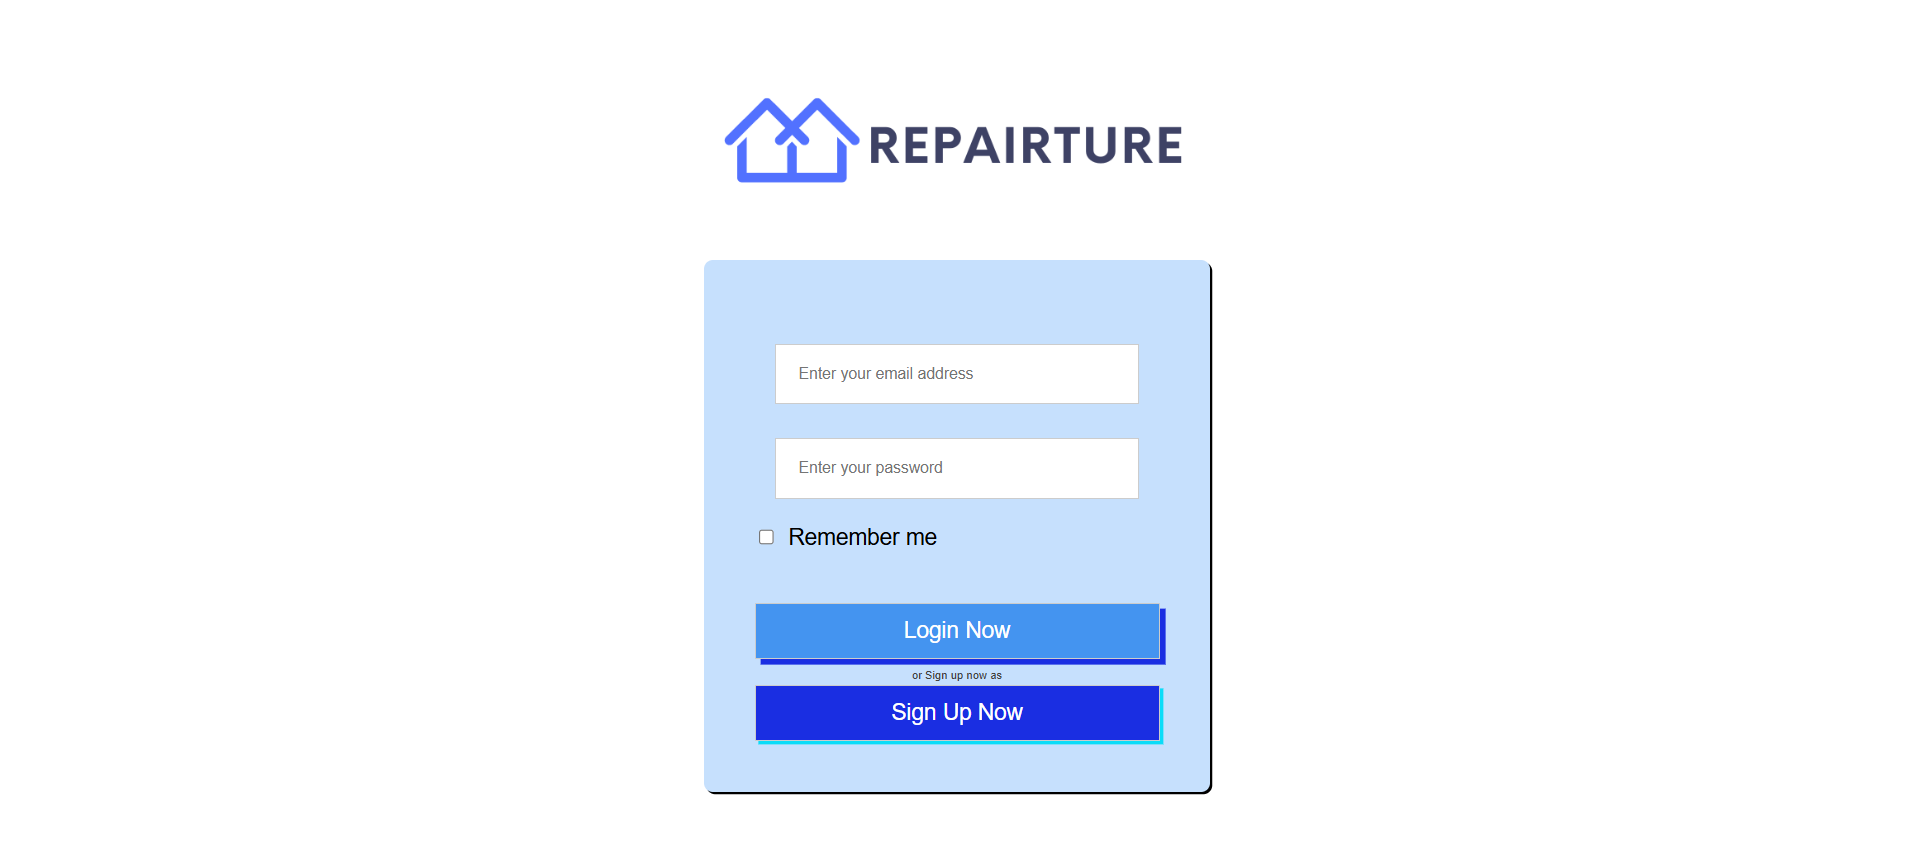 REPAIRTURE
Enter your email address
Enter your password
Remember me
Login Now
or Sign up now as
Sign Up Now